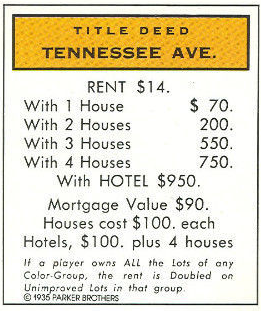 TITLE DEED
TENNESSEE AVE.
RENT $14.
With 1 House $ 70.
With 2 Houses 200.
With 3 Houses 550.
With 4 Houses 750.
With HOTEL $950.
Mortgage Value $90.
Houses cost $100. each
Hotels, $100. plus 4 houses
If a player owns ALL the Lots of any
Color-Group, the rent is Doubled on
Unimproved Lots in that group.
© 1935 PARKER BROTHERS